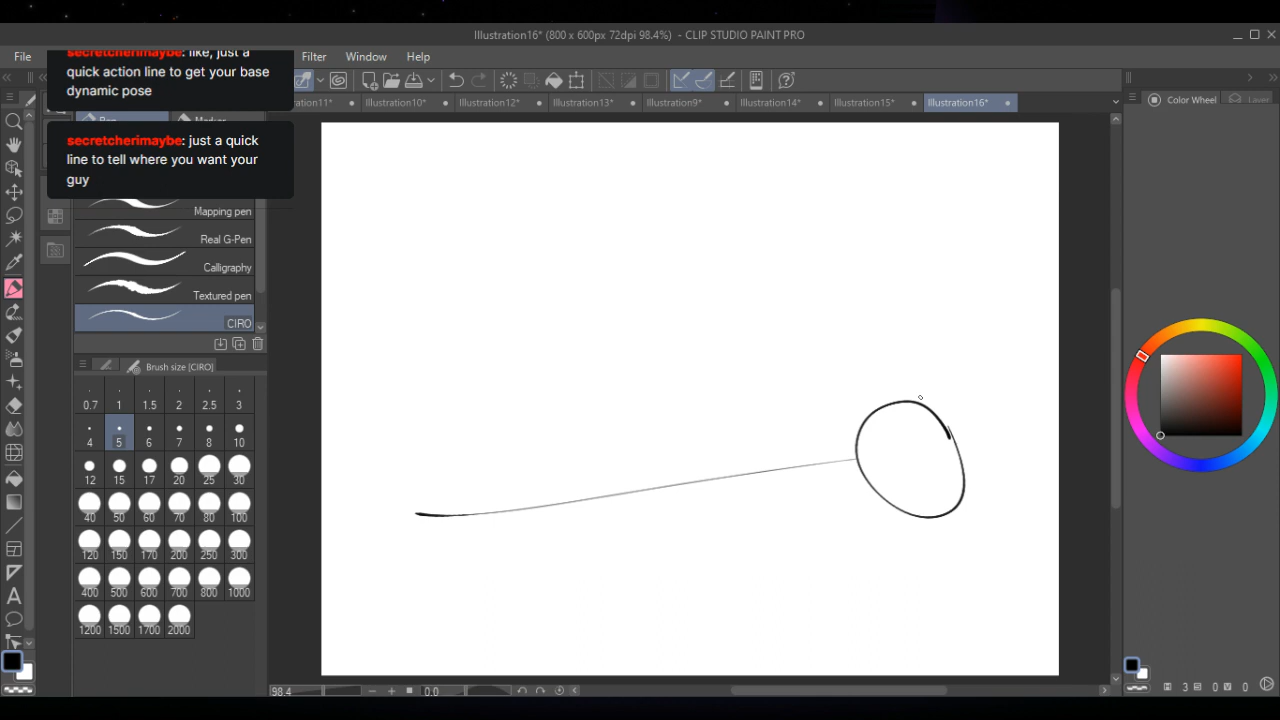 Illustration16* (800 x 600px 72dpi 98.4%) - CLIP STUDIO PAINT PRO
File
Filter Window Help
secretcherimaybe: like, just a
quick action line to get your base
dynamic pose
secretcherimaybe: just a quick
line to tell where you want your
guy
Illustration10* Illustration12* Illustration13* Illustration9* Illustration14* Illustration15* Illustration16*
Color Wheel Layer
Pen Marker
Mapping pen
Real G-Pen
Calligraphy
Textured pen
CIRO
Brush size [CIRO]
0.7 1 1.5 2 2.5 3
4 5 6 7 8 10
12 15 17 20 25 30
40 50 60 70 80 100
120 150 170 200 250 300
400 500 600 700 800 1000
1200 1500 1700 2000
98.4 0.0
3 0 0